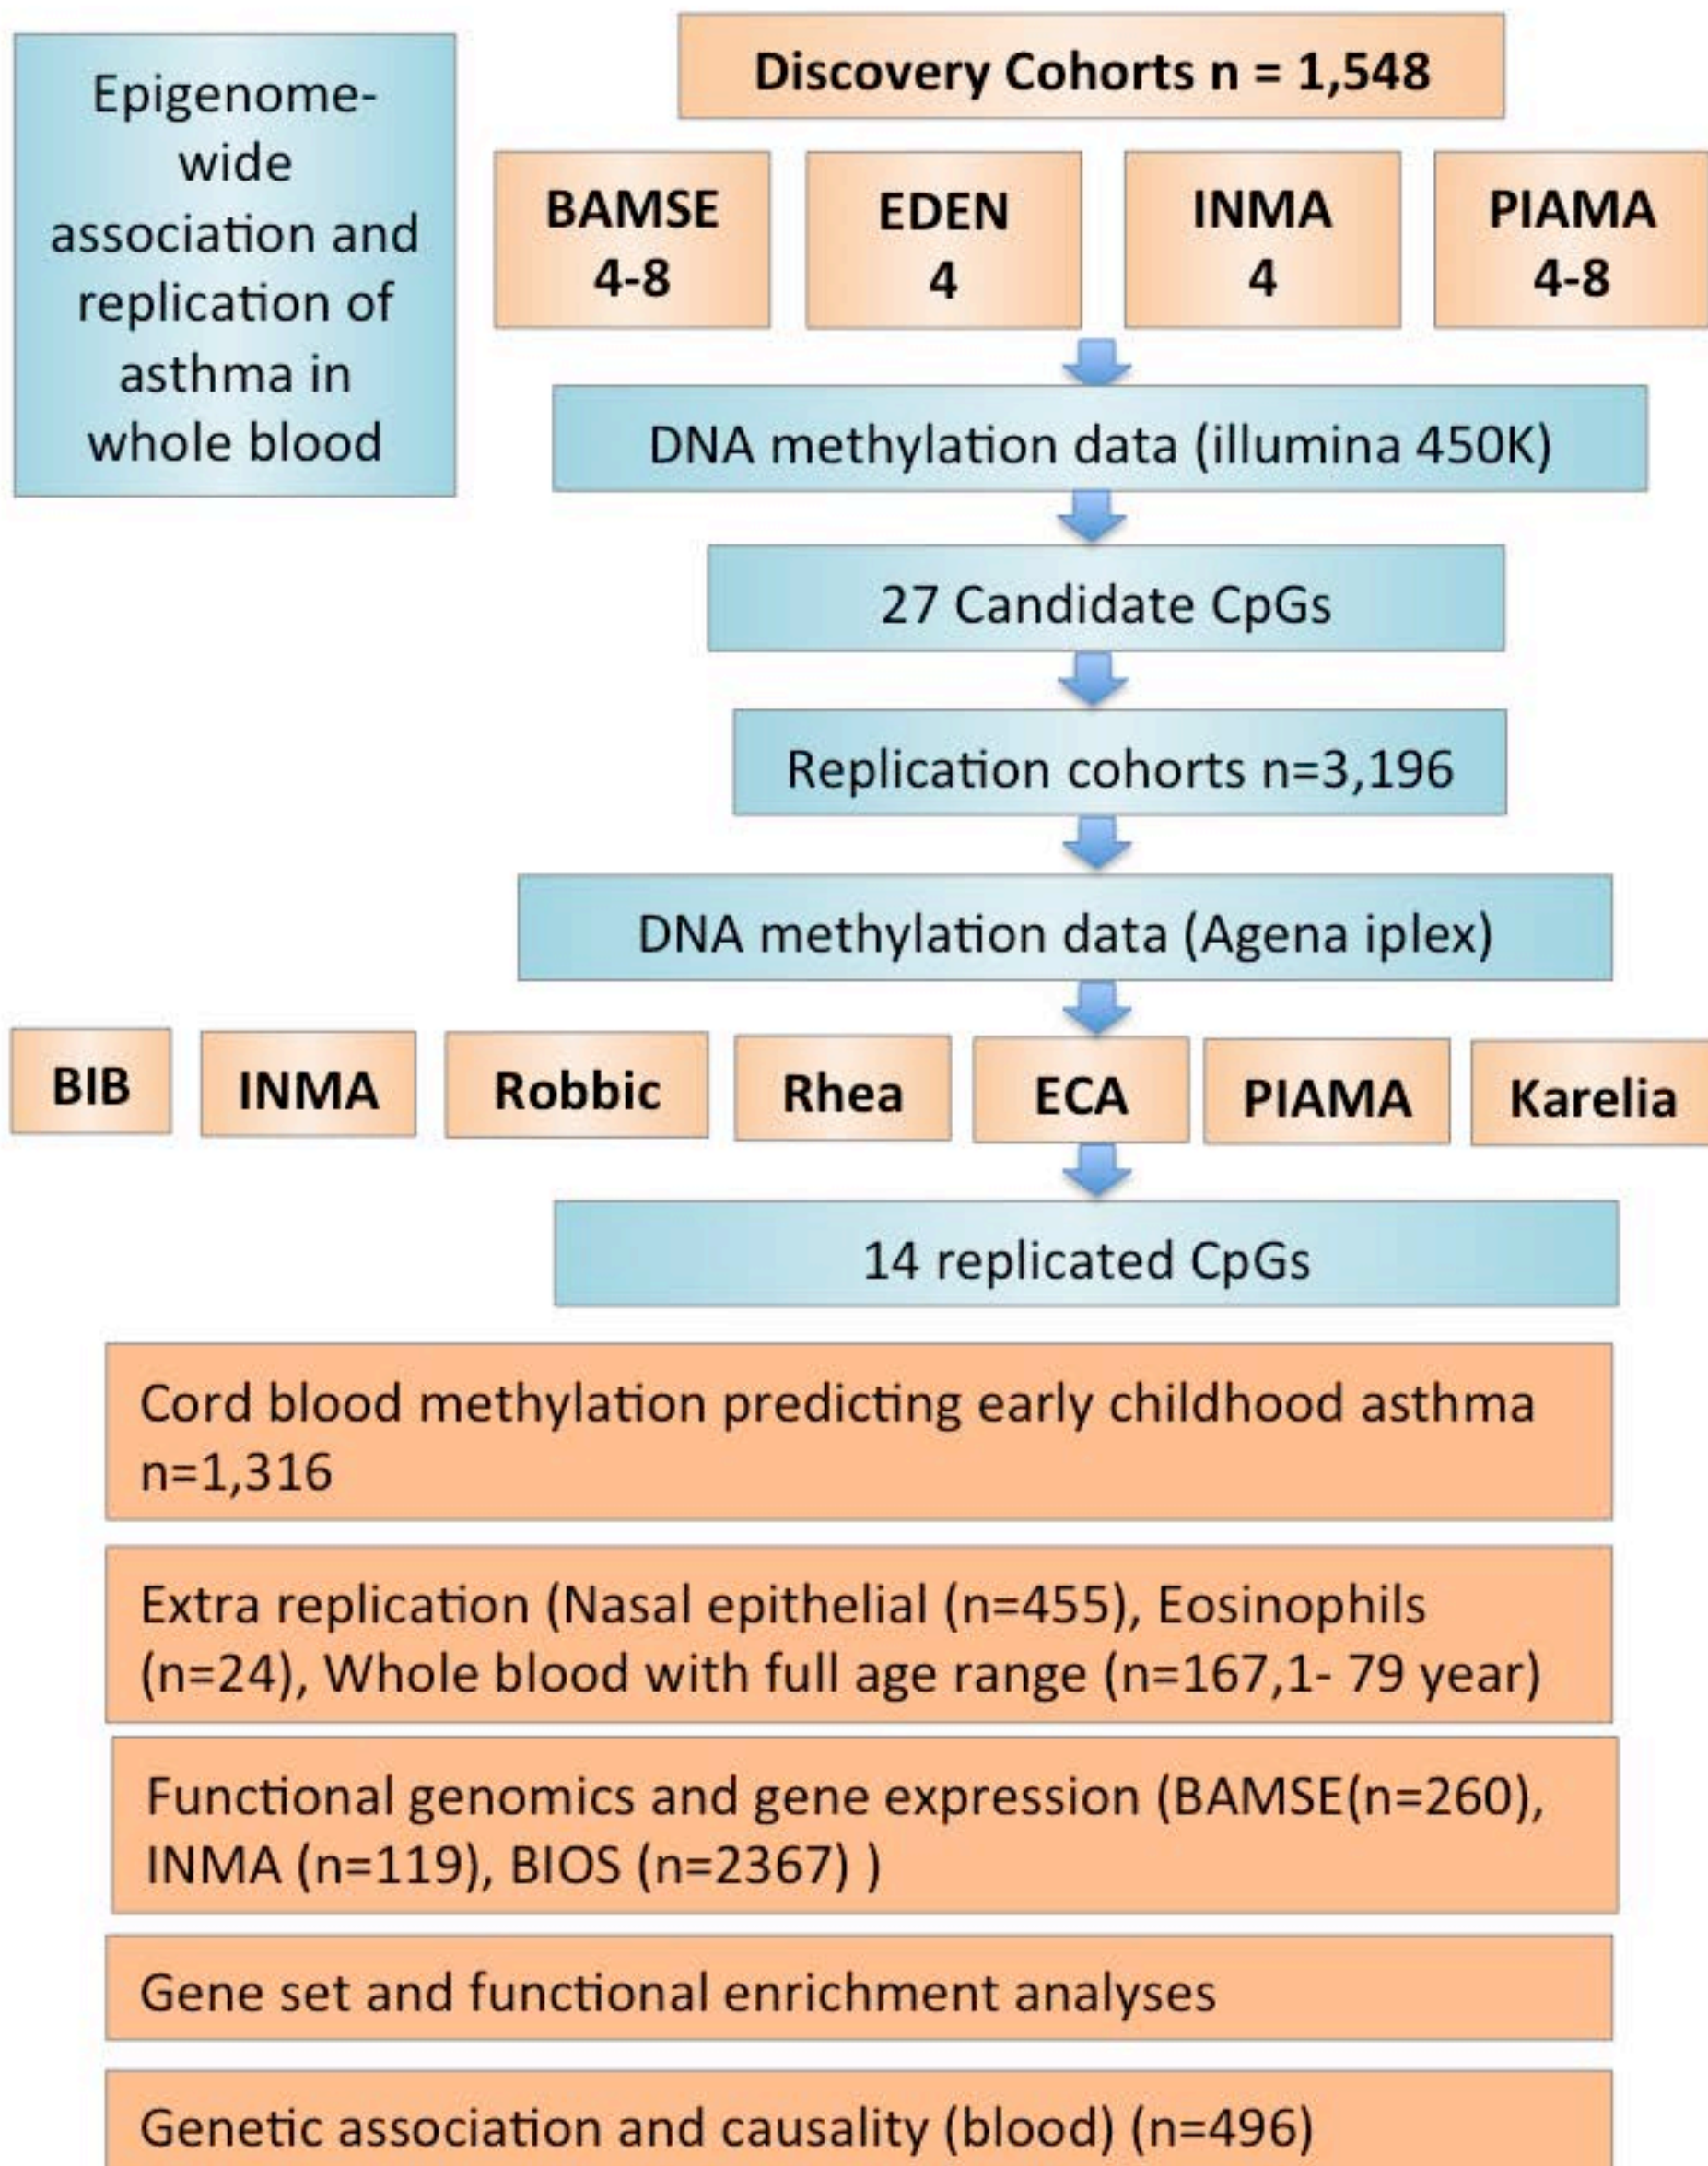 Epigenome-
wide
association and
replication of
asthma in
whole blood
Discovery Cohorts n = 1,548
BAMSE
4-8
EDEN
4
INMA
4
PIAMA
4-8
DNA methylation data (illumina 450K)
27 Candidate CpGs
Replication cohorts n=3,196
DNA methylation data (Agena iplex)
BIB
INMA
Robbic
Rhea
ECA
PIAMA
Karelia
14 replicated CpGs
Cord blood methylation predicting early childhood asthma
n=1,316
Extra replication (Nasal epithelial (n=455), Eosinophils
(n=24), Whole blood with full age range (n=167,1- 79 year)
Functional genomics and gene expression (BAMSE(n=260),
INMA (n=119), BIOS (n=2367) )
Gene set and functional enrichment analyses
Genetic association and causality (blood) (n=496)